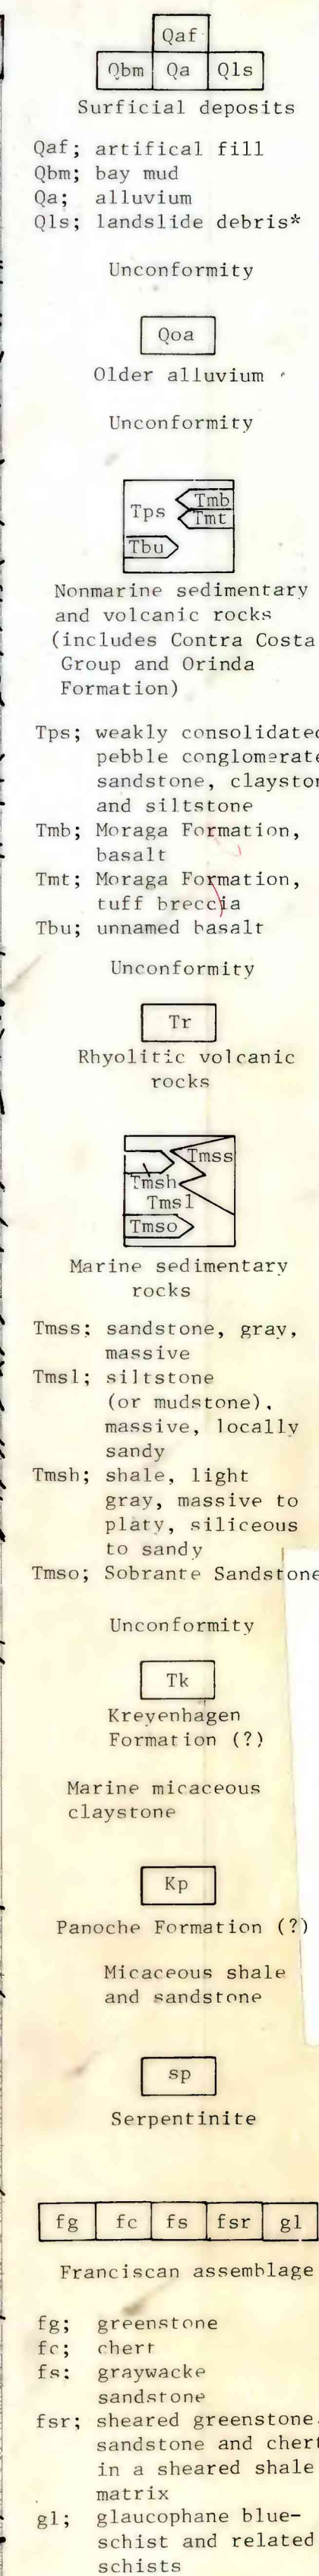 Qaf
Qbm Qa Qls
Surficial deposits
Qaf; artifical fill
Qbm; bay mud
Qa; alluvium
Qls; landslide debris*
Unconformity
Qoa
Older alluvium
Unconformity
Tps Tmb
Tmt
Tbu
Nonmarine sedimentary
and volcanic rocks
(includes Contra Costa
Group and Orinda
Formation)
Tps; weakly consolidated
pebble conglomerate
sandstone,
and siltstone
Tmb; Moraga Formation,
basalt
Tmt; Moraga Formation,
tuff breccia
Tbu; unnamed basalt
Unconformity
Tr
Rhyolitic volcanic
rocks
Tmss
Tmsh
Tmsl
Tmso
Marine sedimentary
rocks
Tmss; sandstone, gray,
massive
Tmsl; siltstone
(or mudstone),
massive, locally
sandy
Tmsh; shale, light
gray, massive to
platy, siliceous
to sandy
Tmso; Sobrante Sandstone
Unconformity
Tk
Kreyenhagen
Formation (?)
Marine micaceous
claystone
Kp
Panoche Formation (?)
Micaceous shale
and sandstone
sp
Serpentinite
fg fc fs fsr gl
Franciscan assemblage
fg; greenstone
fc; chert
fs; graywacke
sandstone
fsr; sheared greenstone,
sandstone and chert
in a sheared shale
matrix
gl; glaucophane blue-
schist and related
schists